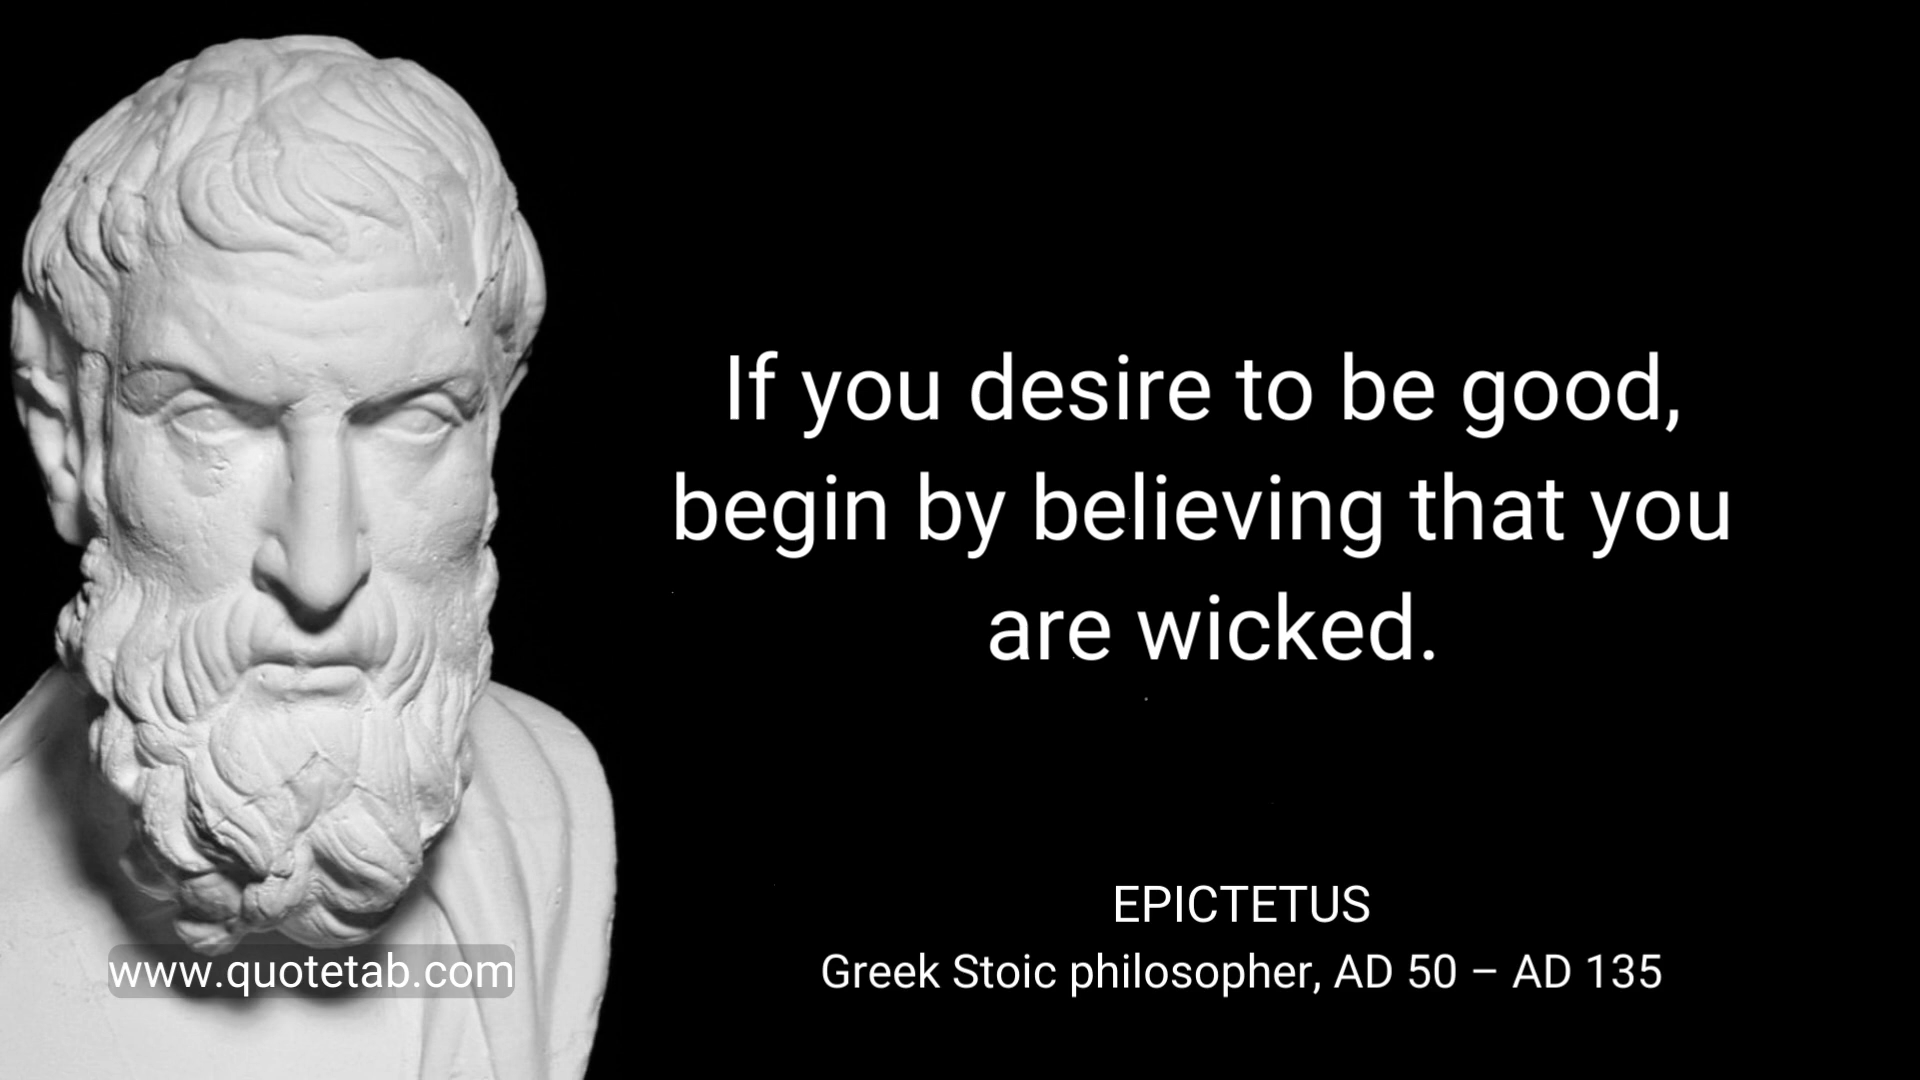 If you desire to be good,
begin by believing that you
are wicked.
EPICTETUS
Greek Stoic philosopher, AD 50 – AD 135
www.quotetab.com